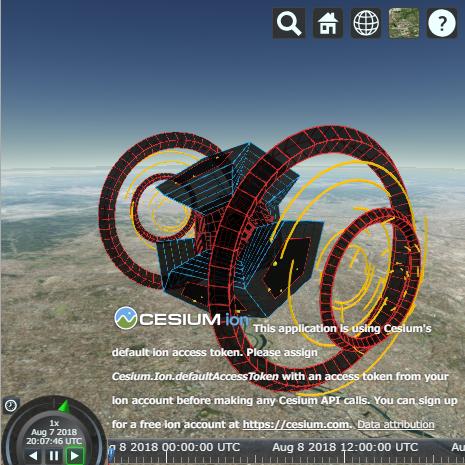 ?
CESIUM ion This application is using Cesium's
default ion access token. Please assign
Cesium.Ion.defaultAccessToken with an access token from your
ion account before making any Cesium API calls. You can sign up
for a free ion account at https://cesium.com. Data attribution
1x
Aug 7 2018
20:07:46 UTC
8 2018 00:00:00 UTC Aug 8 2018 12:00:00 UTC Au